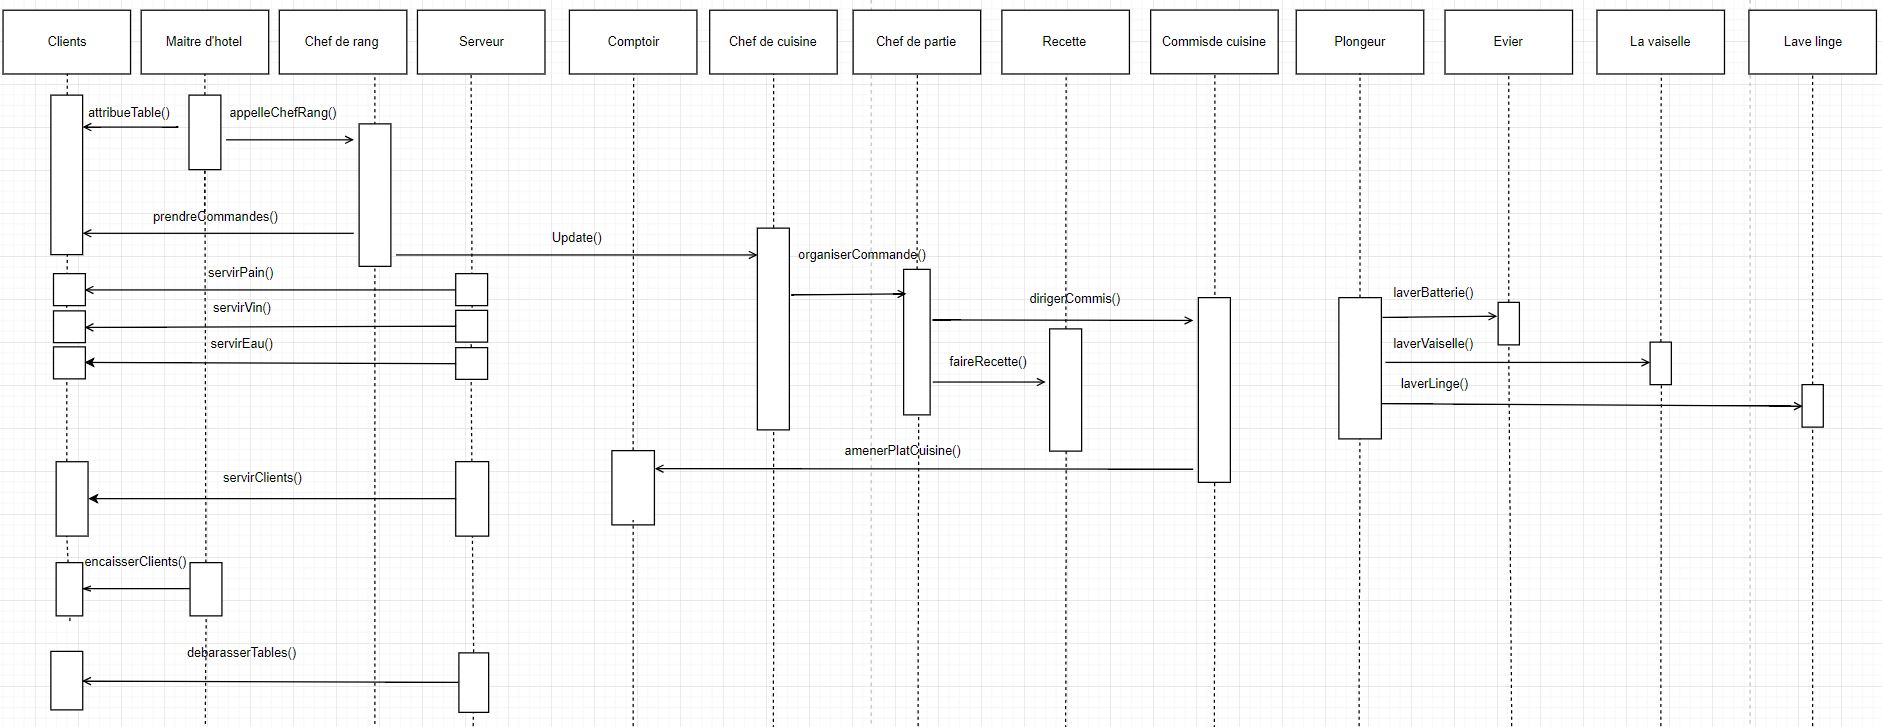 Clients
Maitre d'hotel
Chef de rang
Serveur
Comptoir
Chef de cuisine
Chef de partie
Recette
Commisde cuisine
Plongeur
Evier
La vaiselle
Lave linge
attribueTable()
appelleChefRang()
prendreCommandes()
Update()
organiserCommande()
servirPain()
servirVin()
servirEau()
dirigerCommis()
faireRecette()
laverBatterie()
laverVaiselle()
laverLinge()
amenerPlatCuisine()
servirClients()
encaisserClients()
debarasserTables()